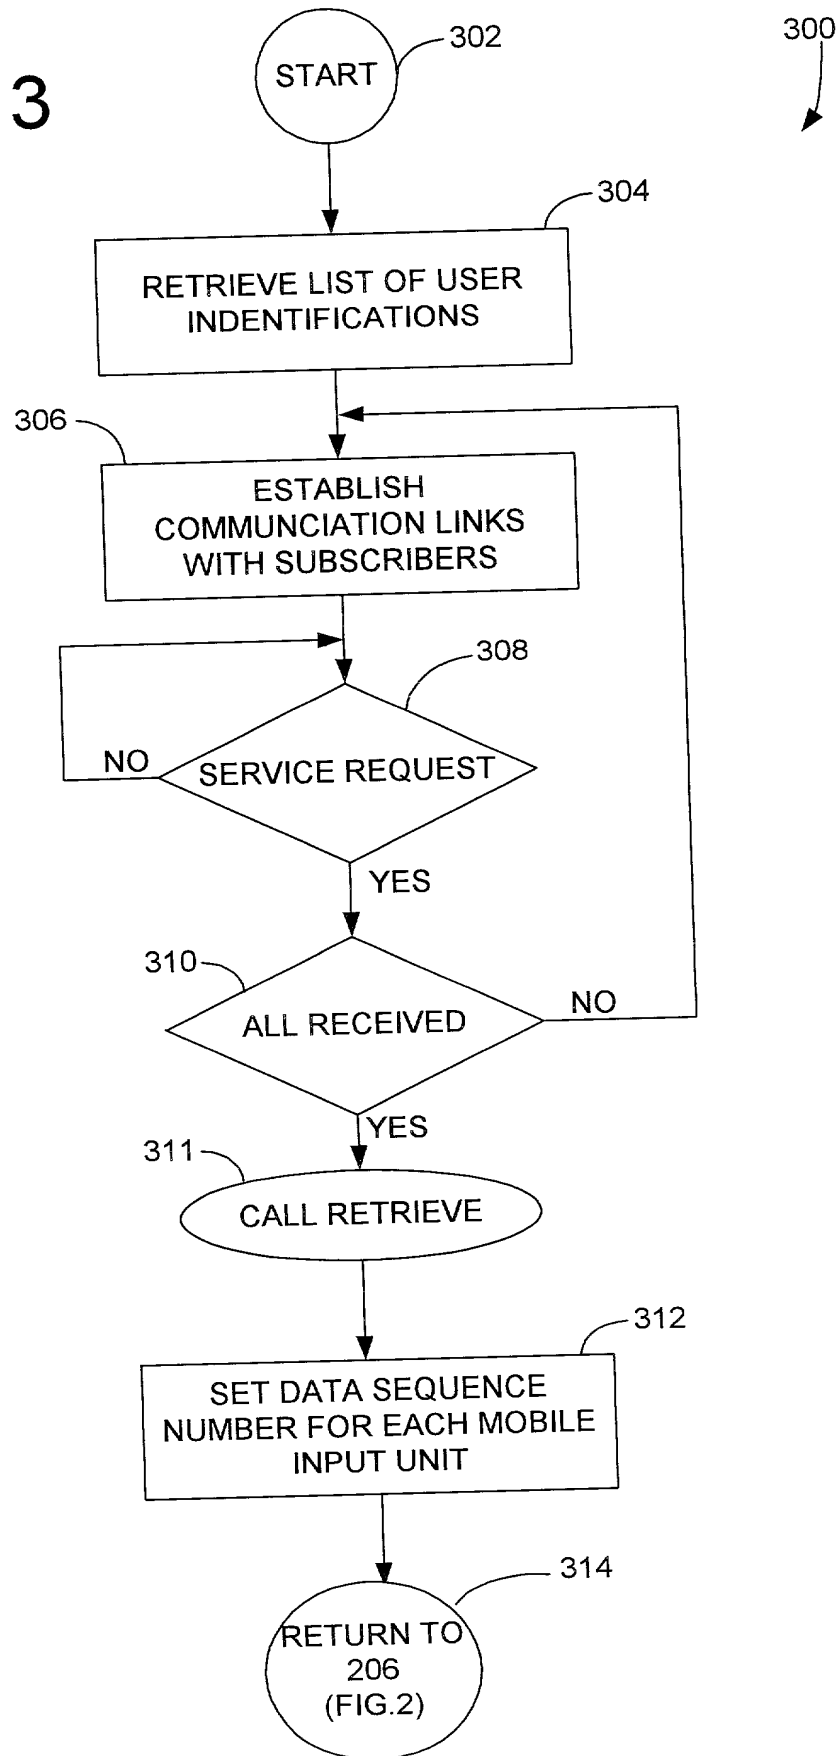 302
300
START
3
304
RETRIEVE LIST OF USER
INDENTIFICATIONS
306
ESTABLISH
COMMUNCIATION LINKS
WITH SUBSCRIBERS
308
NO
SERVICE REQUEST
YES
310
NO
ALL RECEIVED
YES
311
CALL RETRIEVE
312
SET DATA SEQUENCE
NUMBER FOR EACH MOBILE
INPUT UNIT
314
RETURN TO
206
(FIG.2)